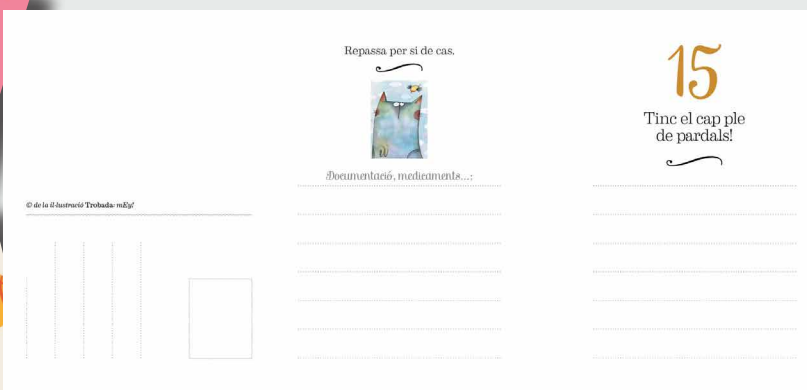 © de la il·lustració Trobada: mEy!
Repassa per si de cas.
Documentació, medicaments...:
15
Tinc el cap ple
de pardals!